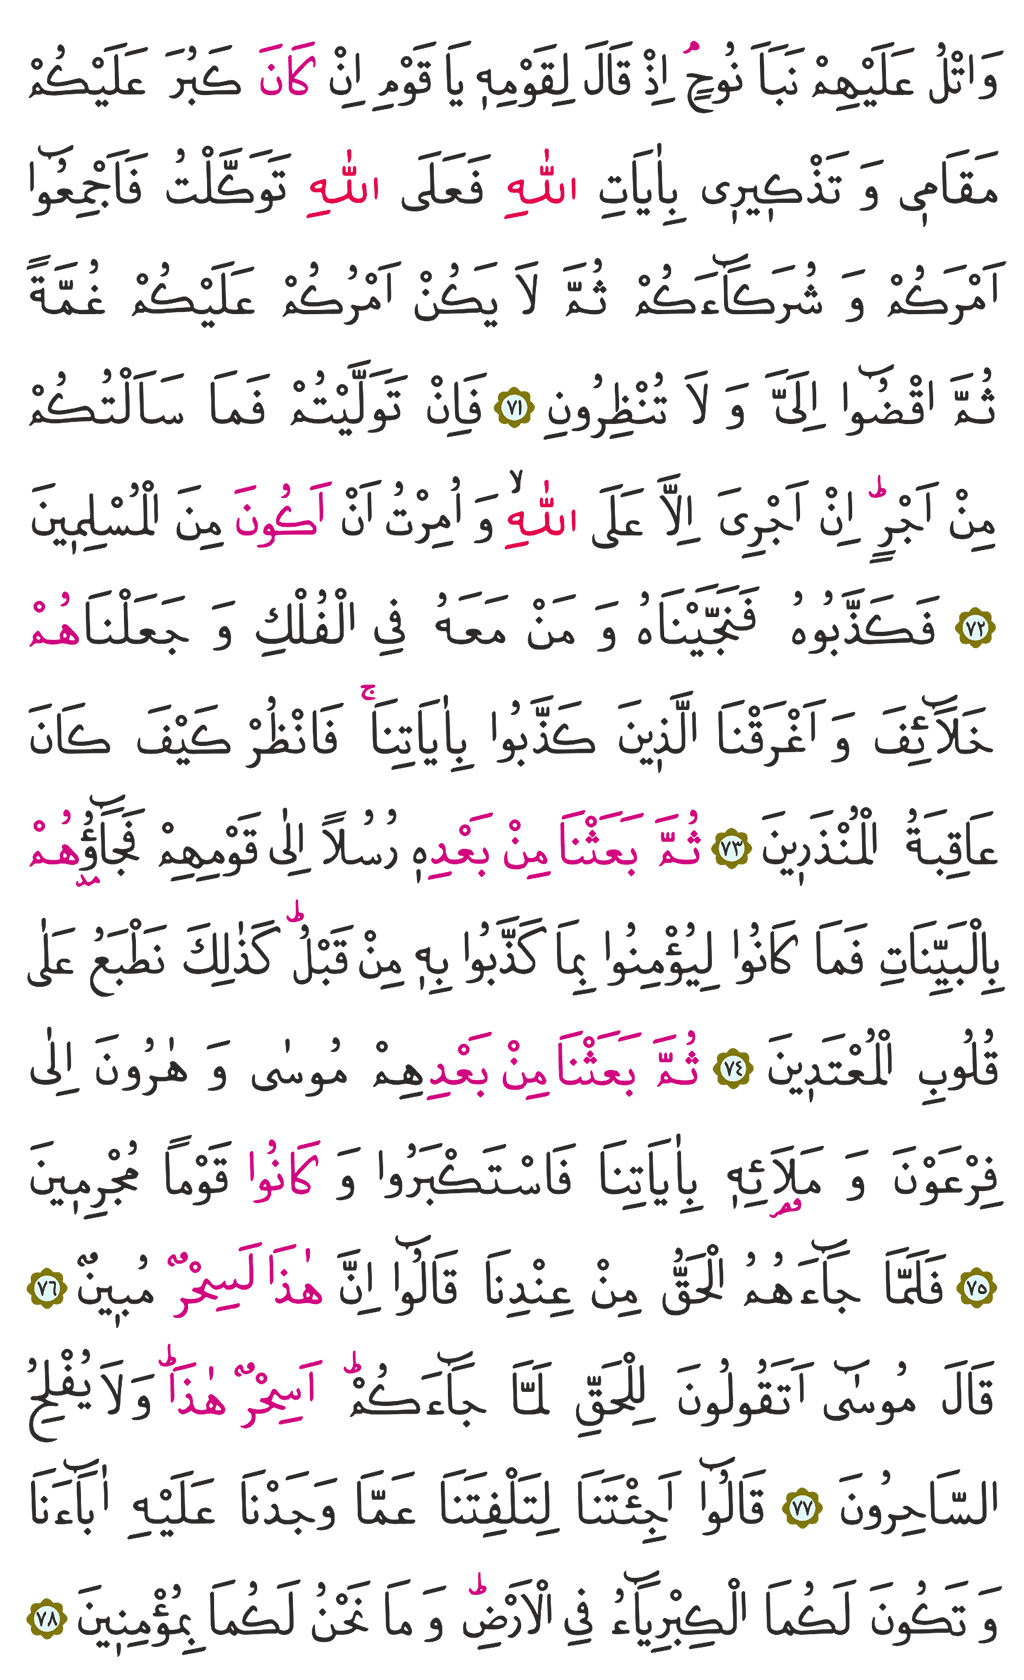 وَاتْلُ عَلَيْهِمْ نَبَاَ نُوحٍۢ اِذْ قَالَ لِقَوْمِهٖ يَا قَوْمِ اِنْ كَانَ كَبُرَ عَلَيْكُمْ
مَقَامٖي وَ تَذْكٖيرٖى بِاٰيَاتِ اللّٰهِ فَعَلَى اللّٰهِ تَوَكَّلْتُ فَاَجْمِعُٓوا
اَمْرَكُمْ وَ شُرَكَٓاءَكُمْ ثُمَّ لَا يَكُنْ اَمْرُكُمْ عَلَيْكُمْ غُمَّةً
ثُمَّ اقْضُٓوا اِلَىَّ وَ لَا تُنْظِرُونِ ﴿٧١﴾ فَاِنْ تَوَلَّيْتُمْ فَمَا سَاَلْتُكُمْ
مِنْ اَجْرٍؕ اِنْ اَجْرِىَ اِلَّا عَلَى اللّٰهِۙ وَ اُمِرْتُ اَنْ اَكُونَ مِنَ الْمُسْلِمٖينَ
﴿٧٢﴾ فَكَذَّبُوهُ فَنَجَّيْنَاهُ وَ مَنْ مَعَهُ فِي الْفُلْكِ وَ جَعَلْنَاهُمْ
خَلَٓائِفَ وَ اَغْرَقْنَا الَّذٖينَ كَذَّبُوا بِاٰيَاتِنَاۚ فَانْظُرْ كَيْفَ كَانَ
عَاقِبَةُ الْمُنْذَرٖينَ ﴿٧٣﴾ ثُمَّ بَعَثْنَا مِنْ بَعْدِهٖ رُسُلًا اِلٰى قَوْمِهِمْ فَجَٓاؤُهُمْ
بِالْبَيِّنَاتِ فَمَا كَانُوا لِيُؤْمِنُوا بِمَا كَذَّبُوا بِهٖ مِنْ قَبْلُؕ كَذٰلِكَ نَطْبَعُ عَلٰى
قُلُوبِ الْمُعْتَدٖينَ ﴿٧٤﴾ ثُمَّ بَعَثْنَا مِنْ بَعْدِهِمْ مُوسٰى وَ هٰرُونَ اِلٰى
فِرْعَوْنَ وَ مَلَائِهٖ بِاٰيَاتِنَا فَاسْتَكْبَرُوا وَ كَانُوا قَوْمًا مُجْرِمٖينَ
﴿٧٥﴾ فَلَمَّا جَٓاءَهُمُ الْحَقُّ مِنْ عِنْدِنَا قَالُٓوا اِنَّ هٰذَا لَسِحْرٌ مُبٖينٌ ﴿٧٦﴾
قَالَ مُوسٰٓى اَتَقُولُونَ لِلْحَقِّ لَمَّا جَٓاءَكُمْؕ اَسِحْرٌ هٰذَاؕ وَلَا يُفْلِحُ
السَّاحِرُونَ ﴿٧٧﴾ قَالُٓوا اَجِئْتَنَا لِتَلْفِتَنَا عَمَّا وَجَدْنَا عَلَيْهِ اٰبَٓاءَنَا
وَ تَكُونَ لَكُمَا الْكِبْرِيَٓاءُ فِي الْاَرْضِؕ وَ مَا نَحْنُ لَكُمَا بِمُؤْمِنٖينَ ﴿٧٨﴾